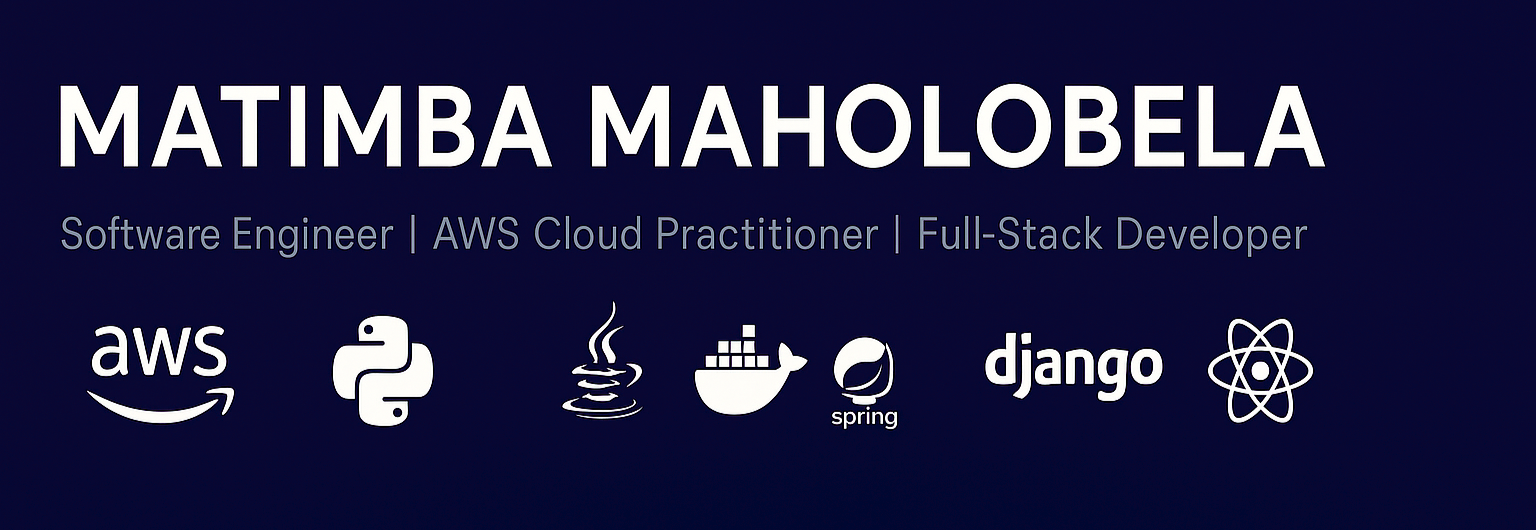 MATIMBA MAHOLOBELA
Software Engineer | AWS Cloud Practitioner | Full-Stack Developer
aws
spring
django